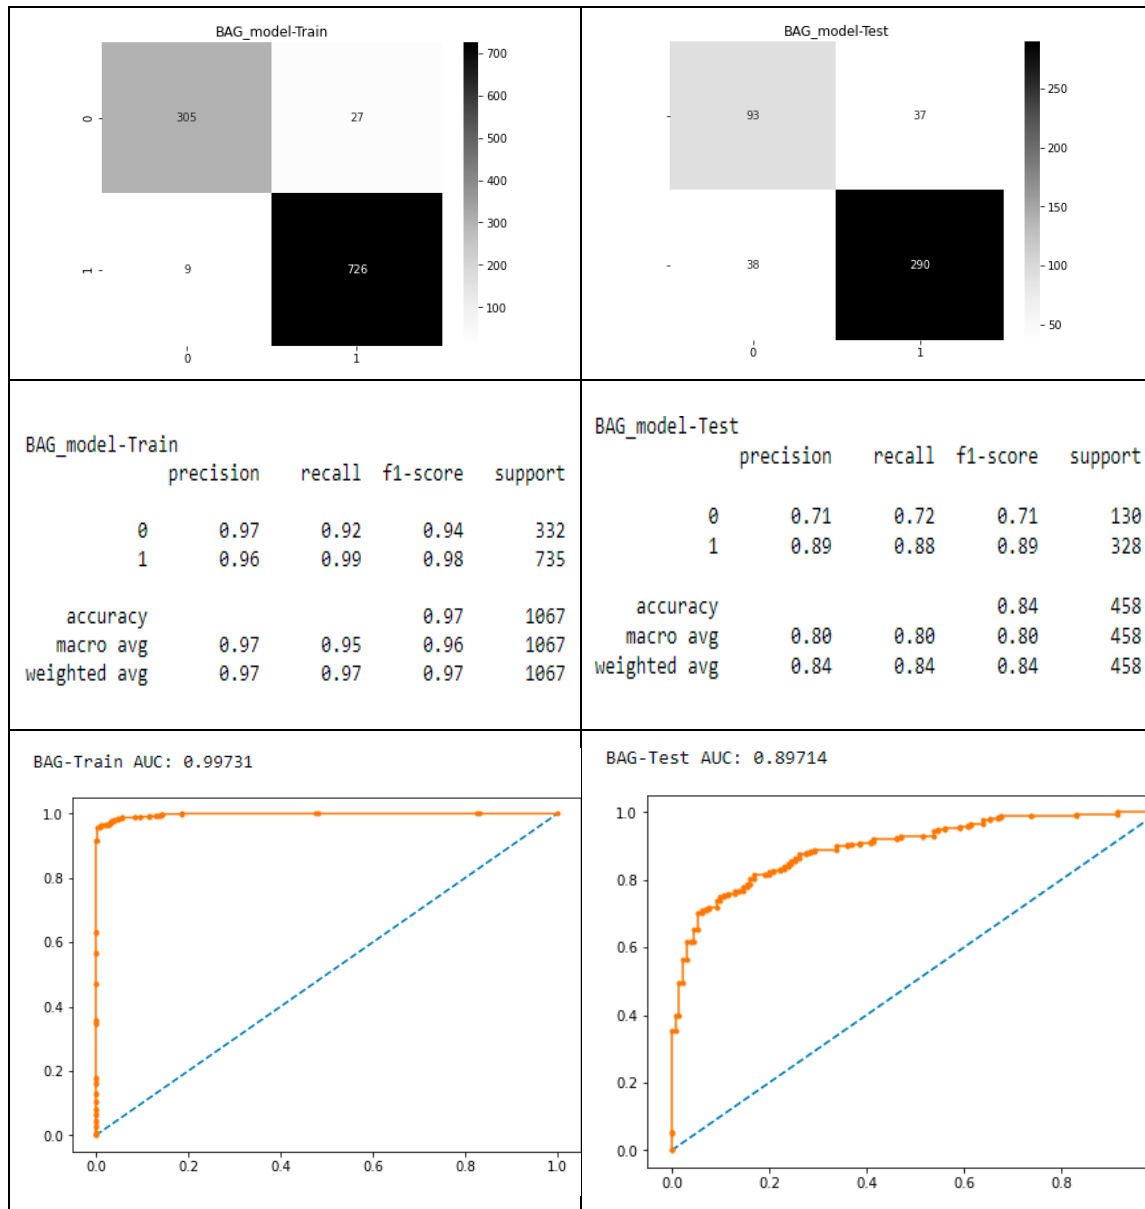 BAG_model-Train
0
305
27
1
9
726
0
1
700
600
500
400
300
200
100
BAG_model-Test
93
37
38
290
0
1
250
200
150
100
50
BAG_model-Train
precision recall f1-score support
0 0.97 0.92 0.94 332
1 0.96 0.99 0.98 735
accuracy 0.97 1067
macro avg 0.97 0.95 0.96 1067
weighted avg 0.97 0.97 0.97 1067
BAG_model-Test
precision recall f1-score support
0 0.71 0.72 0.71 130
1 0.89 0.88 0.89 328
accuracy 0.84 458
macro avg 0.80 0.80 0.80 458
weighted avg 0.84 0.84 0.84 458
BAG-Train AUC: 0.99731
1.0
0.8
0.6
0.4
0.2
0.0
0.0 0.2 0.4 0.6 0.8 1.0
BAG-Test AUC: 0.89714
1.0
0.8
0.6
0.4
0.2
0.0
0.0 0.2 0.4 0.6 0.8